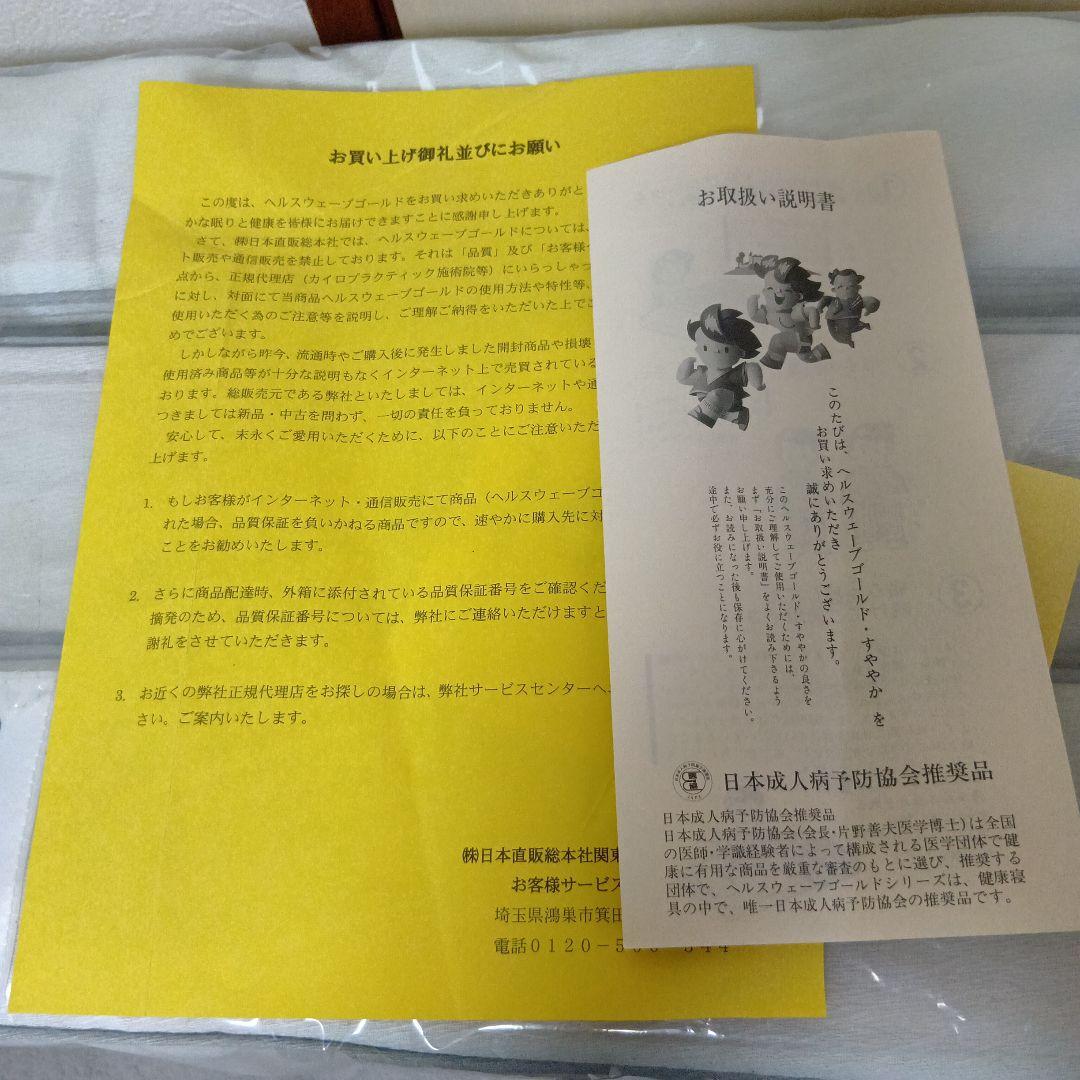 お買い上げ御礼並びにお願い
この度は、ヘルスウェーブゴールドをお買い求めいただきありがと
かな眠りと健康を皆様にお届けできますことに感謝申し上げます。
さて、㈱日本直販総本社では、ヘルスウェーブゴールドについては、
ト販売や通信販売を禁止しております。それは「品質」及び「お客様
点から、正規代理店（カイロプラクティック施術院等）にいらっしゃっ
に対し、対面にて当商品ヘルスウェーブゴールドの使用方法や特性等、
使用いただく為のご注意等を説明し、ご理解ご納得をいただいた上でご
めでございます。
しかしながら昨今、流通時やご購入後に発生しました開封商品や損壊
使用済み商品等が十分な説明もなくインターネット上で売買されている
おります。総販売元である弊社といたしましては、インターネットや通
つきましては新品・中古を問わず、一切の責任を負っておりません。
安心して、末永くご愛用いただくために、以下のことにご注意いただ
上げます。
1. もしお客様がインターネット・通信販売にて商品（ヘルスウェーブゴ
れた場合、品質保証を負いかねる商品ですので、速やかに購入先に対
ことをお勧めいたします。
2. さらに商品配達時、外箱に添付されている品質保証番号をご確認くだ
摘発のため、品質保証番号については、弊社にご連絡いただけますと
謝礼をさせていただきます。
3. お近くの弊社正規代理店をお探しの場合は、弊社サービスセンターへ
さい。ご案内いたします。
㈱日本直販総本社関東
お客様サービス
埼玉県鴻巣市箕田
電話０１２０－５
お取扱い説明書
このたびは、ヘルスウェーブゴールド・すややか を
お買い求めいただき
誠にありがとうございます。
このヘルスウェーブゴールド・すややかの良さを
充分にご理解してご使用いただくためには、
まず「お取扱い説明書」をよくお読み下さるよう
お願い申し上げます。
また、お読みになった後も保存に心がけてください。
途中で必ずお役に立つことになります。
日本成人病予防協会推奨品
日本成人病予防協会推奨品
日本成人病予防協会(会長・片野善夫医学博士)は全国
の医師・学識経験者によって構成される医学団体で健
康に有用な商品を厳重な審査のもとに選び、推奨する
団体で、ヘルスウェーブゴールドシリーズは、健康寝
具の中で、唯一日本成人病予防協会の推奨品です。